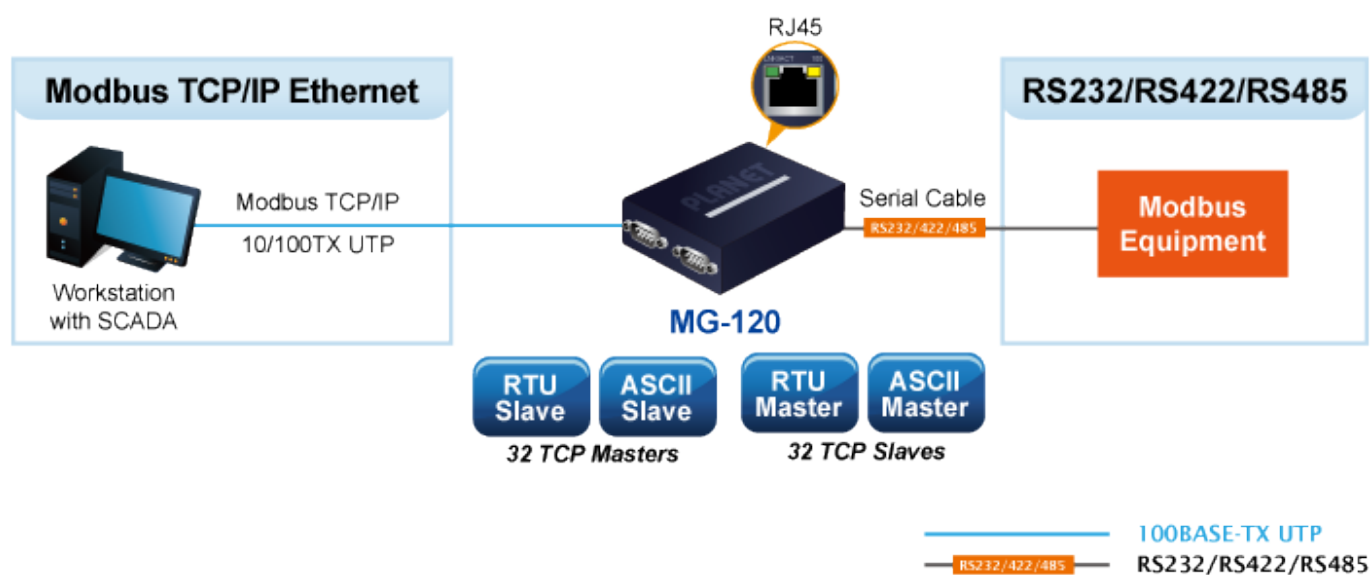 RJ45
Modbus TCP/IP Ethernet
RS232/RS422/RS485
PLANET
Modbus TCP/IP
10/100TX UTP
Serial Cable
RS232/422/485
Modbus
Equipment
Workstation
with SCADA
MG-120
RTU
Slave
ASCII
Slave
RTU
Master
ASCII
Master
32 TCP Masters
32 TCP Slaves
100BASE-TX UTP
RS232/422/485
RS232/RS422/RS485